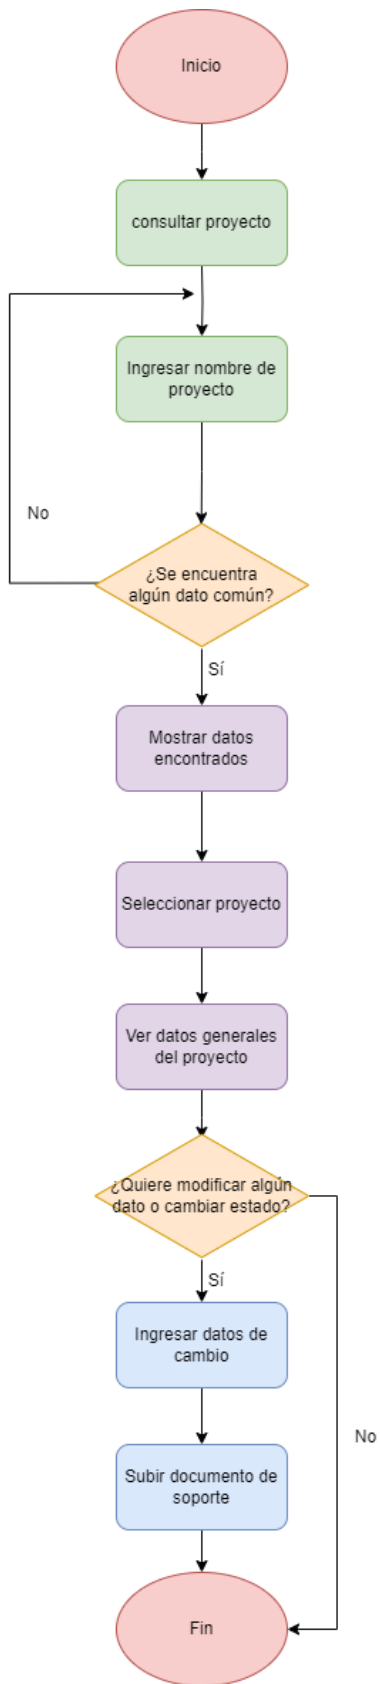 Inicio
consultar proyecto
Ingresar nombre de
proyecto
No
¿Se encuentra
algún dato común?
Sí
Mostrar datos
encontrados
Seleccionar proyecto
Ver datos generales
del proyecto
¿Quiere modificar algún
dato o cambiar estado?
Sí
Ingresar datos de
cambio
No
Subir documento de
soporte
Fin